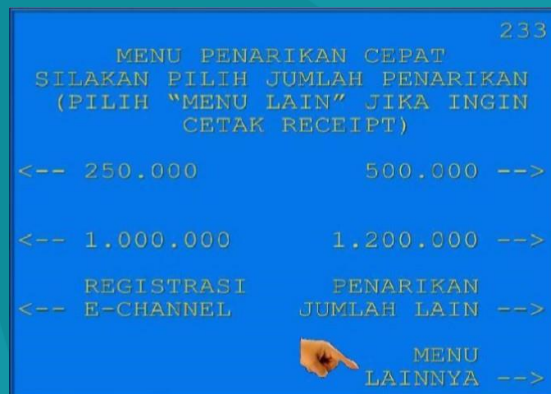 233
MENU PENARIKAN CEPAT
SILAKAN PILIH JUMLAH PENARIKAN
(PILIH “MENU LAIN” JIKA INGIN
CETAK RECEIPT)
<-- 250.000 500.000 -->
<-- 1.000.000 1.200.000 -->
REGISTRASI PENARIKAN
<-- E-CHANNEL JUMLAH LAIN -->
MENU
LAINNYA -->